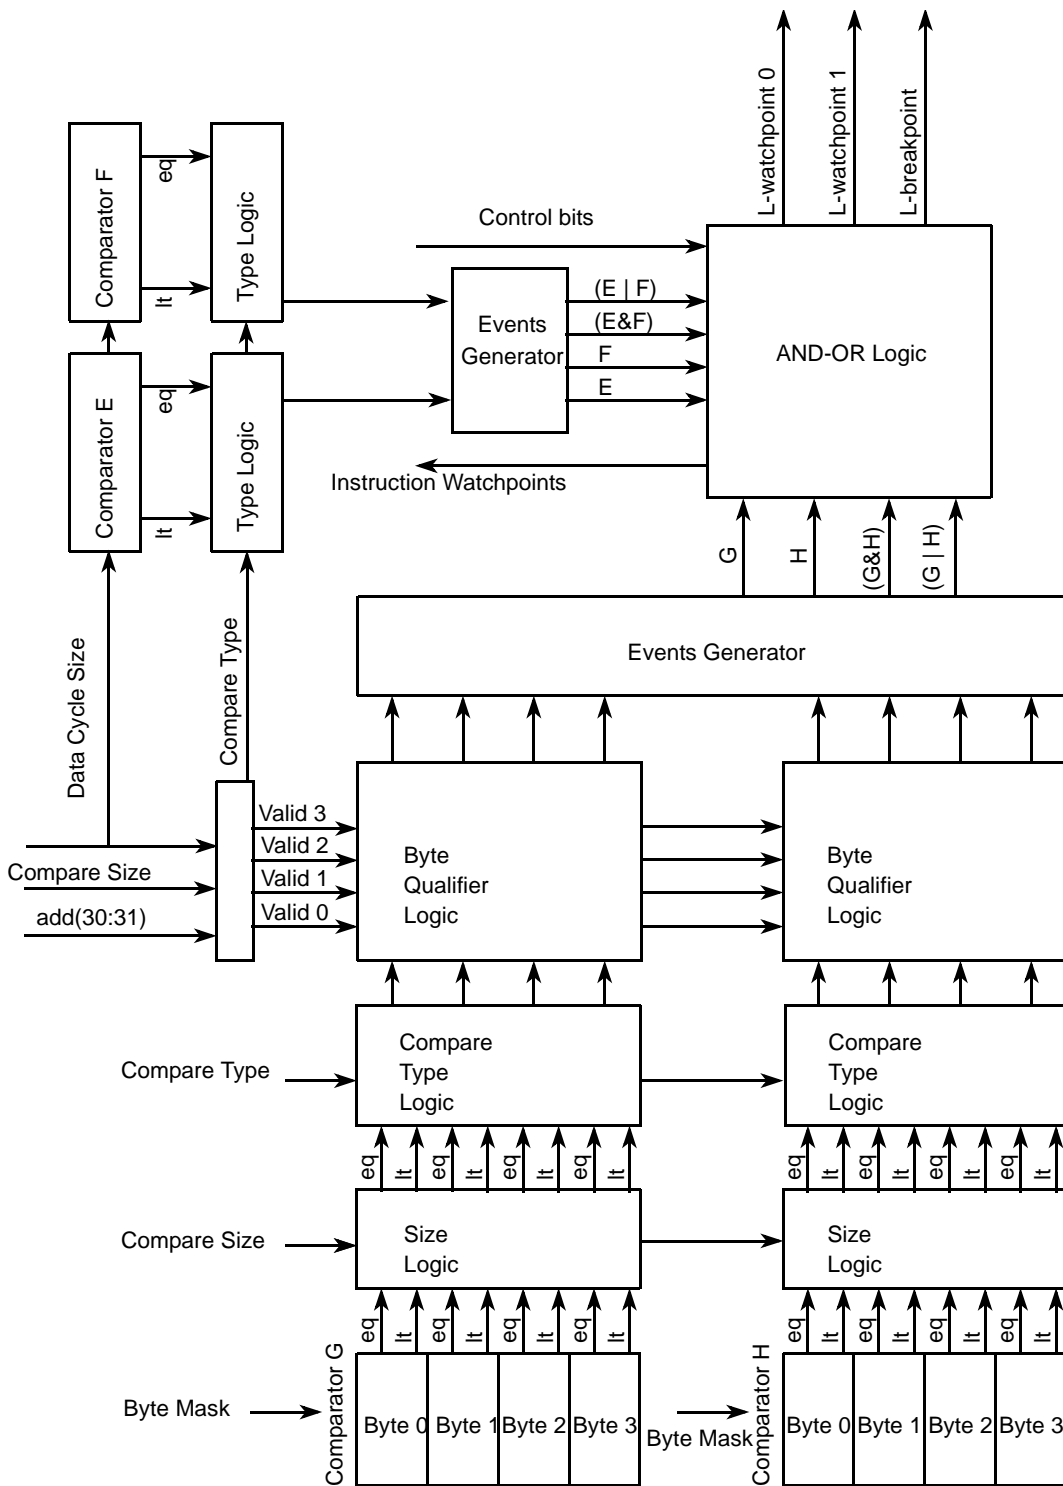 L-watchpoint 0
L-watchpoint 1
L-breakpoint
Comparator F
eq
lt
Type Logic
Control bits
Events
Generator
(E | F)
(E&F)
F
E
AND-OR Logic
Comparator E
eq
lt
Type Logic
Instruction Watchpoints
G
H
(G&H)
(G | H)
Data Cycle Size
Compare Type
Events Generator
Compare Size
add(30:31)
Valid 3
Valid 2
Valid 1
Valid 0
Byte
Qualifier
Logic
Byte
Qualifier
Logic
Compare Type
Compare
Type
Logic
Compare
Type
Logic
eq lt eq lt eq lt eq lt
eq lt eq lt eq lt eq lt
Compare Size
Size
Logic
Size
Logic
eq lt eq lt eq lt eq lt
eq lt eq lt eq lt eq lt
Byte Mask
Comparator G
Byte 0 Byte 1 Byte 2 Byte 3
Byte Mask
Comparator H
Byte 0 Byte 1 Byte 2 Byte 3